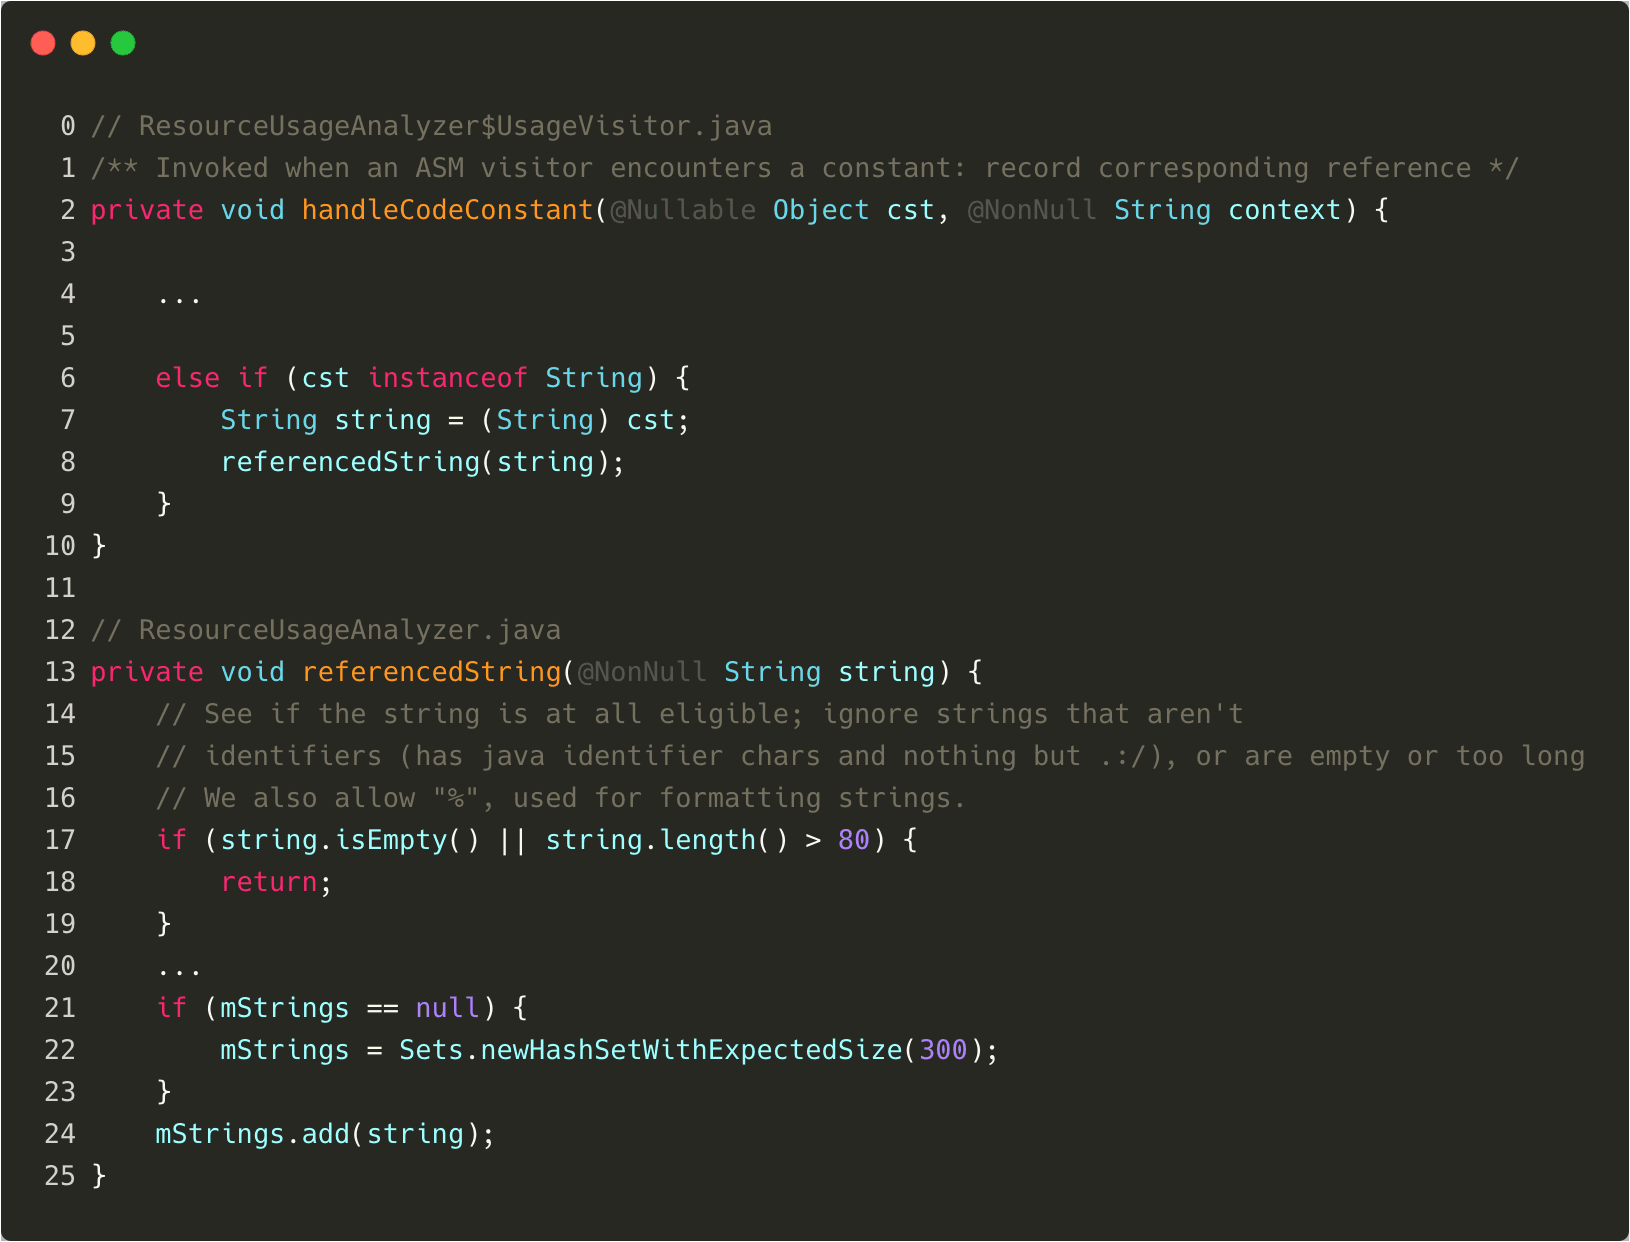 0 // ResourceUsageAnalyzer$UsageVisitor.java
1 /** Invoked when an ASM visitor encounters a constant: record corresponding reference */
2 private void handleCodeConstant(@Nullable Object cst, @NonNull String context) {
3
4     ...
5
6     else if (cst instanceof String) {
7         String string = (String) cst;
8         referencedString(string);
9     }
10 }
11
12 // ResourceUsageAnalyzer.java
13 private void referencedString(@NonNull String string) {
14     // See if the string is at all eligible; ignore strings that aren't
15     // identifiers (has java identifier chars and nothing but .:/), or are empty or too long
16     // We also allow "%", used for formatting strings.
17     if (string.isEmpty() || string.length() > 80) {
18         return;
19     }
20     ...
21     if (mStrings == null) {
22         mStrings = Sets.newHashSetWithExpectedSize(300);
23     }
24     mStrings.add(string);
25 }